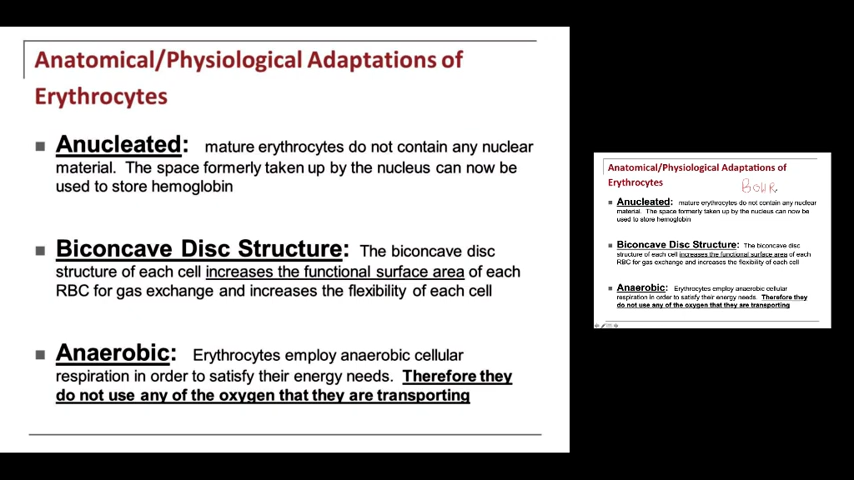 Anatomical/Physiological Adaptations of
Erythrocytes
Anucleated: mature erythrocytes do not contain any nuclear
material. The space formerly taken up by the nucleus can now be
used to store hemoglobin
Biconcave Disc Structure: The biconcave disc
structure of each cell increases the functional surface area of each
RBC for gas exchange and increases the flexibility of each cell
Anaerobic: Erythrocytes employ anaerobic cellular
respiration in order to satisfy their energy needs. Therefore they
do not use any of the oxygen that they are transporting
Anatomical/Physiological Adaptations of
Erythrocytes
BOHR
Anucleated: mature erythrocytes do not contain any nuclear
material. The space formerly taken up by the nucleus can now be
used to store hemoglobin
Biconcave Disc Structure: The biconcave disc
structure of each cell increases the functional surface area of each
RBC for gas exchange and increases the flexibility of each cell
Anaerobic: Erythrocytes employ anaerobic cellular
respiration in order to satisfy their energy needs. Therefore they
do not use any of the oxygen that they are transporting